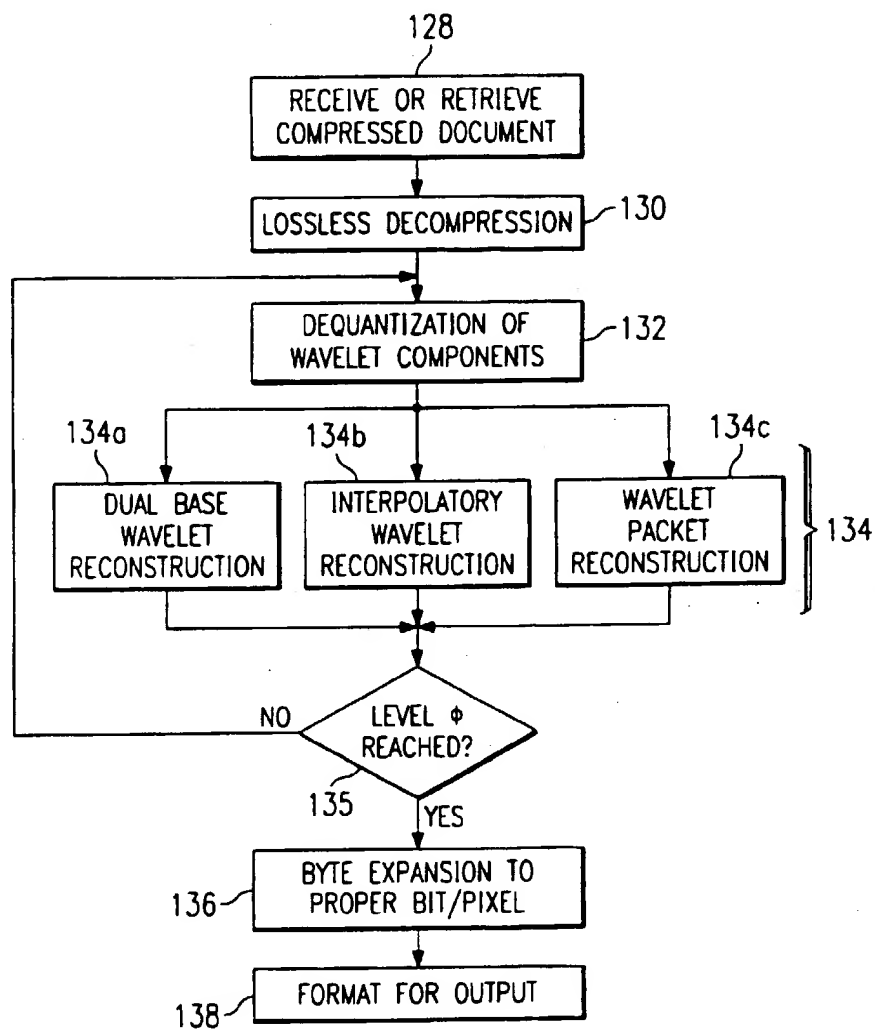 128
RECEIVE OR RETRIEVE
COMPRESSED DOCUMENT
LOSSLESS DECOMPRESSION
130
DEQUANTIZATION OF
WAVELET COMPONENTS
132
134a
DUAL BASE
WAVELET
RECONSTRUCTION
134b
INTERPOLATORY
WAVELET
RECONSTRUCTION
134c
WAVELET
PACKET
RECONSTRUCTION
134
NO
LEVEL ϕ
REACHED?
135
YES
BYTE EXPANSION TO
PROPER BIT/PIXEL
136
FORMAT FOR OUTPUT
138